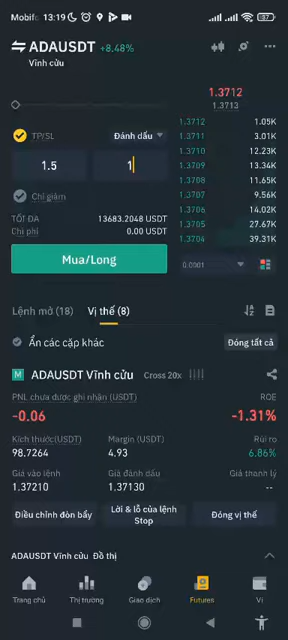 Mobifc 13:19
37
ADAUSDT +8.48%
Vĩnh cửu
1.3712
1.3713
TP/SL Đánh dấu
1.5 1
Chỉ giảm
TỐI ĐA 13683.2048 USDT
Chi phí 0.00 USDT
Mua/Long
1.3712 1.05K
1.3711 3.01K
1.3710 12.23K
1.3709 13.34K
1.3708 11.65K
1.3707 9.56K
1.3706 14.02K
1.3705 27.67K
1.3704 39.31K
0.0001
Lệnh mở (18) Vị thế (8)
Ẩn các cặp khác Đóng tất cả
M ADAUSDT Vĩnh cửu Cross 20x
PNL chưa được ghi nhận (USDT) ROE
-0.06 -1.31%
Kích thước(USDT) Margin (USDT) Rủi ro
98.7264 4.93 6.86%
Giá vào lệnh Giá đánh dấu Giá thanh lý
1.37210 1.37130 --
Điều chỉnh đòn bẩy Lời & lỗ của lệnh Stop Đóng vị thế
ADAUSDT Vĩnh cửu Đồ thị
Trang chủ Thị trường Giao dịch Futures Ví